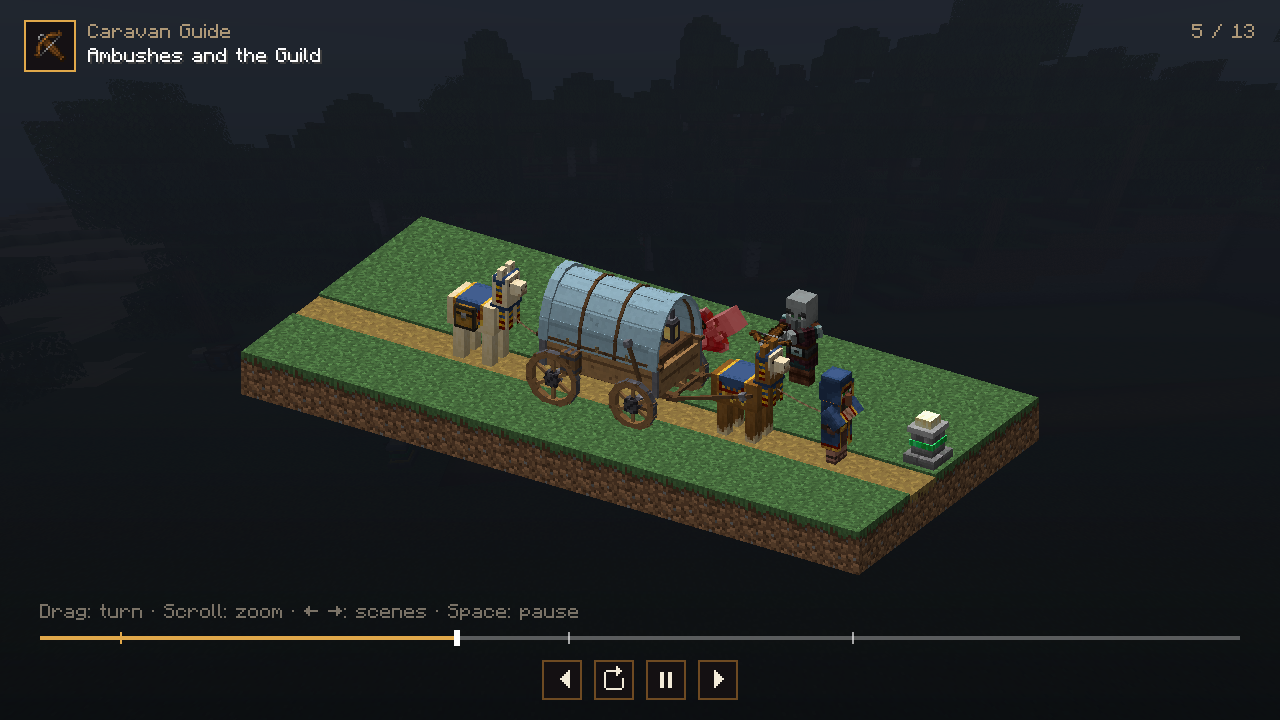 Caravan Guide
Ambushes and the Guild
5 / 13
Drag: turn · Scroll: zoom · ← →: scenes · Space: pause